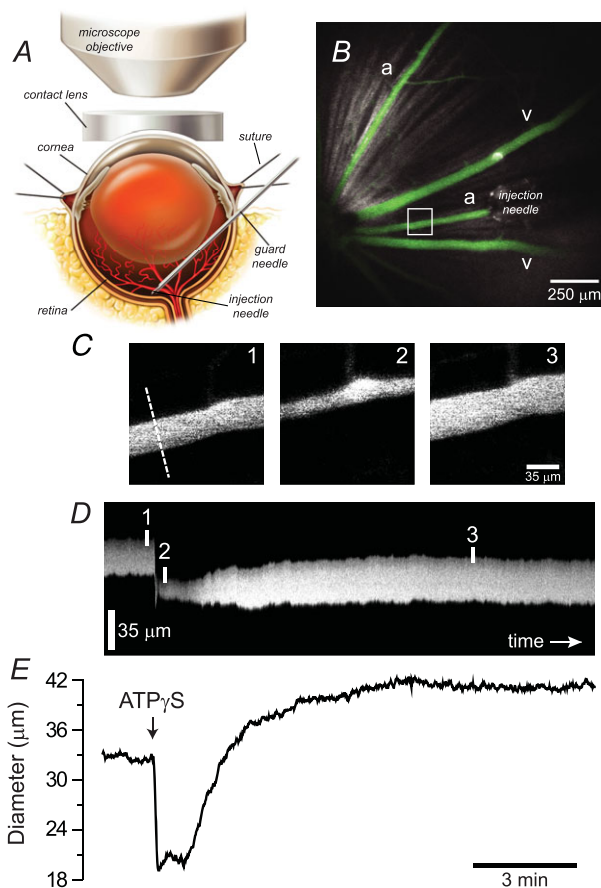 A
microscope
objective
contact lens
cornea
suture
guard
needle
retina
injection
needle
B
a
v
a
injection
needle
v
250 μm
C
1
2
3
35
μm
D
1
2
3
35 μm
time
E
42
ATPγS
36
30
24
18
Diameter (μm)
3 min